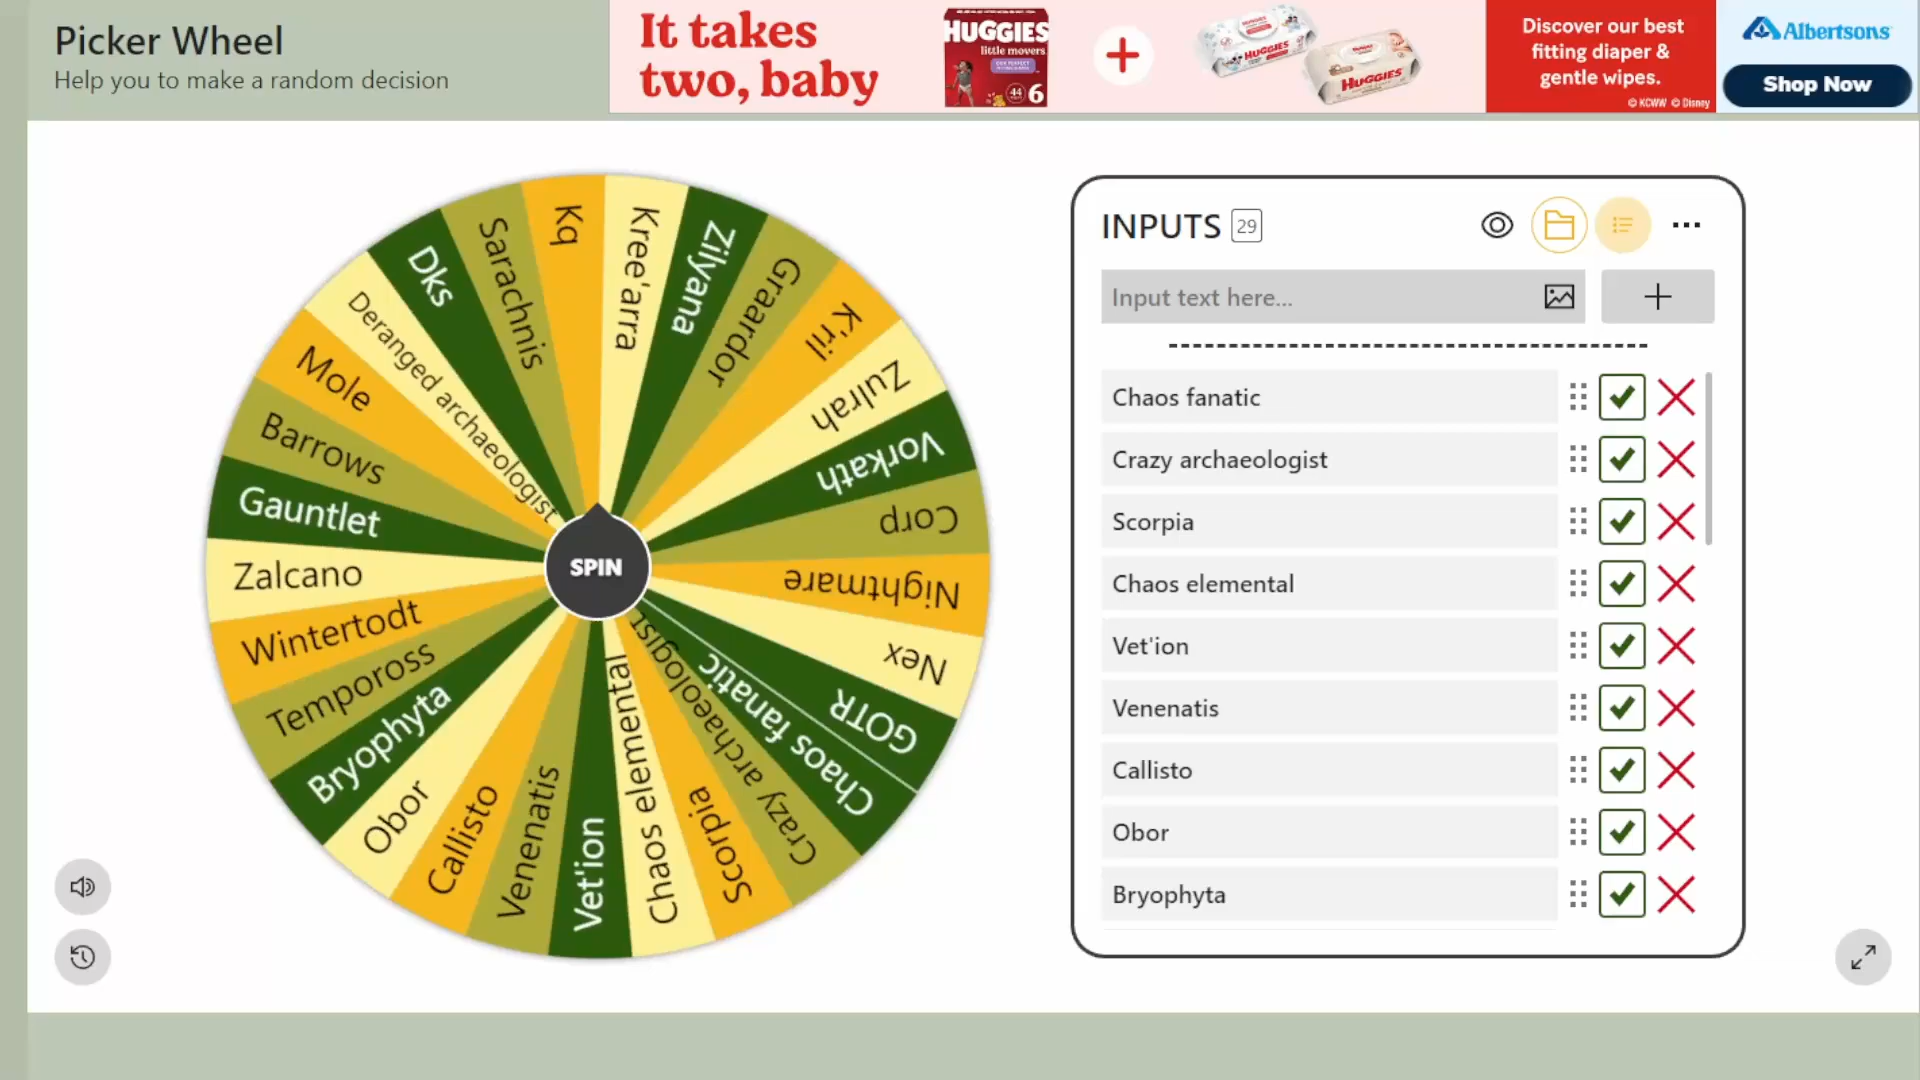 Picker Wheel
Help you to make a random decision
It takes
two, baby
HUGGIES
little movers
44
6
+
HUGGIES
HUGGIES
Discover our best
fitting diaper &
gentle wipes.
© KCWW © Disney
Albertsons
Shop Now
Kq
Kree'arra
Zilyana
Graardor
K'ril
Zulrah
Vorkath
Corp
Nightmare
Nex
GOTR
Chaos fanatic
Crazy archaeologist
Scorpia
Chaos elemental
Vet'ion
Venenatis
Callisto
Obor
Bryophyta
Tempoross
Wintertodt
Zalcano
Gauntlet
Barrows
Mole
Deranged archaeologist
Dks
Sarachnis
SPIN
INPUTS 29
Input text here...
Chaos fanatic
Crazy archaeologist
Scorpia
Chaos elemental
Vet'ion
Venenatis
Callisto
Obor
Bryophyta